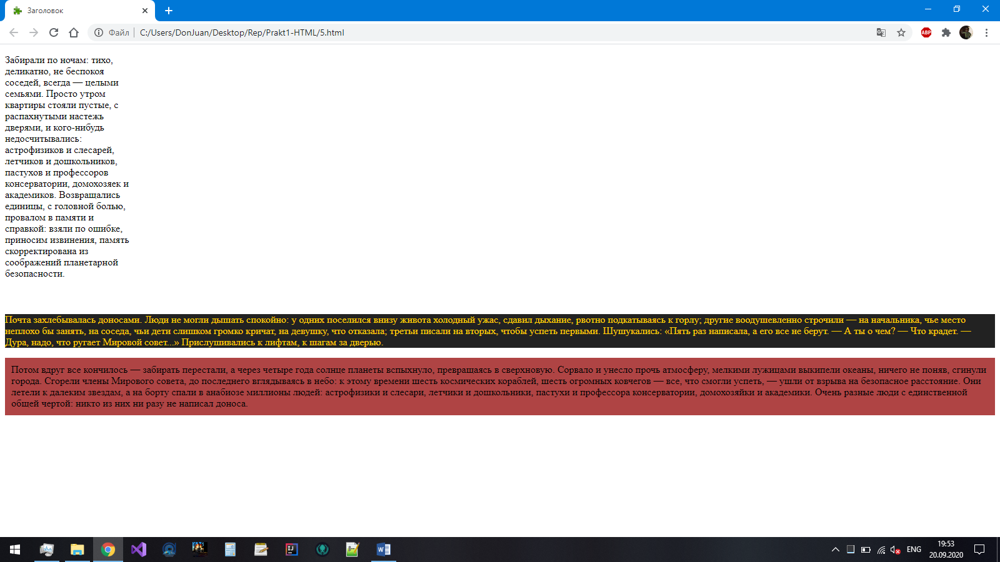 Заголовок
Файл
C:/Users/DonJuan/Desktop/Rep/Prakt1-HTML/5.html
ABP
Забирали по ночам: тихо,
деликатно, не беспокоя
соседей, всегда — целыми
семьями. Просто утром
квартиры стояли пустые, с
распахнутыми настежь
дверями, и кого-нибудь
недосчитывались:
астрофизиков и слесарей,
летчиков и дошкольников,
пастухов и профессоров
консерватории, домохозяек и
академиков. Возвращались
единицы, с головной болью,
провалом в памяти и
справкой: взяли по ошибке,
приносим извинения, память
скорректирована из
соображений планетарной
безопасности.
Почта захлебывалась доносами. Люди не могли дышать спокойно: у одних поселился внизу живота холодный ужас, сдавил дыхание, рвотно подкатываясь к горлу; другие воодушевленно строчили — на начальника, чье место
неплохо бы занять, на соседа, чьи дети слишком громко кричат, на девушку, что отказала; третьи писали на вторых, чтобы успеть первыми. Шушукались: «Пять раз написала, а его все не берут. — А ты о чем? — Что крадет. —
Дура, надо, что ругает Мировой совет...» Прислушивались к лифтам, к шагам за дверью.
Потом вдруг все кончилось — забирать перестали, а через четыре года солнце планеты вспыхнуло, превращаясь в сверхновую. Сорвало и унесло прочь атмосферу, мелкими лужицами выкипели океаны, ничего не поняв, сгинули
города. Сгорели члены Мирового совета, до последнего вглядываясь в небо: к этому времени шесть космических кораблей, шесть огромных ковчегов — все, что смогли успеть, — ушли от взрыва на безопасное расстояние. Они
летели к далеким звездам, а на борту спали в анабиозе миллионы людей: астрофизики и слесари, летчики и дошкольники, пастухи и профессора консерватории, домохозяйки и академики. Очень разные люди с единственной
общей чертой: никто из них ни разу не написал доноса.
IJ
W
ENG
19:53
20.09.2020